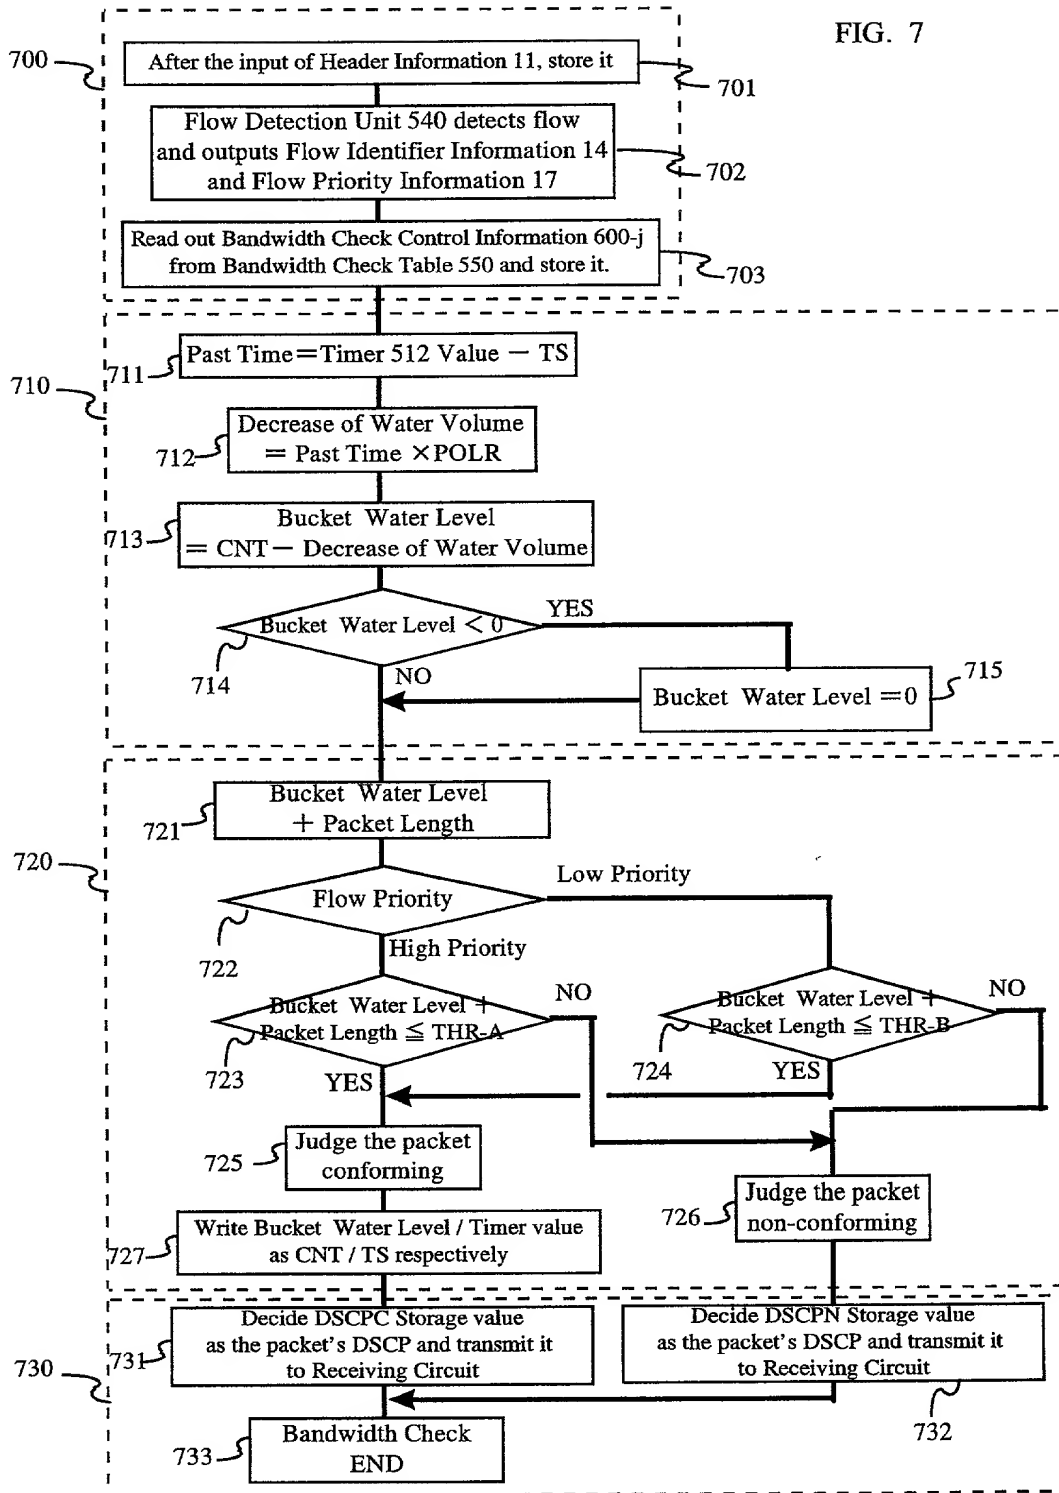 FIG. 7
700
After the input of Header Information 11, store it
701
Flow Detection Unit 540 detects flow
and outputs Flow Identifier Information 14
and Flow Priority Information 17
702
Read out Bandwidth Check Control Information 600-j
from Bandwidth Check Table 550 and store it.
703
710
711
Past Time＝Timer 512 Value － TS
712
Decrease of Water Volume
＝ Past Time ×POLR
713
Bucket Water Level
＝ CNT－ Decrease of Water Volume
Bucket Water Level ＜ 0
YES
714
NO
715
Bucket Water Level ＝0
720
721
Bucket Water Level
＋ Packet Length
Flow Priority
Low Priority
722
High Priority
Bucket Water Level ＋
Packet Length ≦ THR-A
NO
723
YES
Bucket Water Level ＋
Packet Length ≦ THR-B
NO
724
YES
725
Judge the packet
conforming
726
Judge the packet
non-conforming
727
Write Bucket Water Level / Timer value
as CNT / TS respectively
730
731
Decide DSCPC Storage value
as the packet's DSCP and transmit it
to Receiving Circuit
Decide DSCPN Storage value
as the packet's DSCP and transmit it
to Receiving Circuit
732
733
Bandwidth Check
END